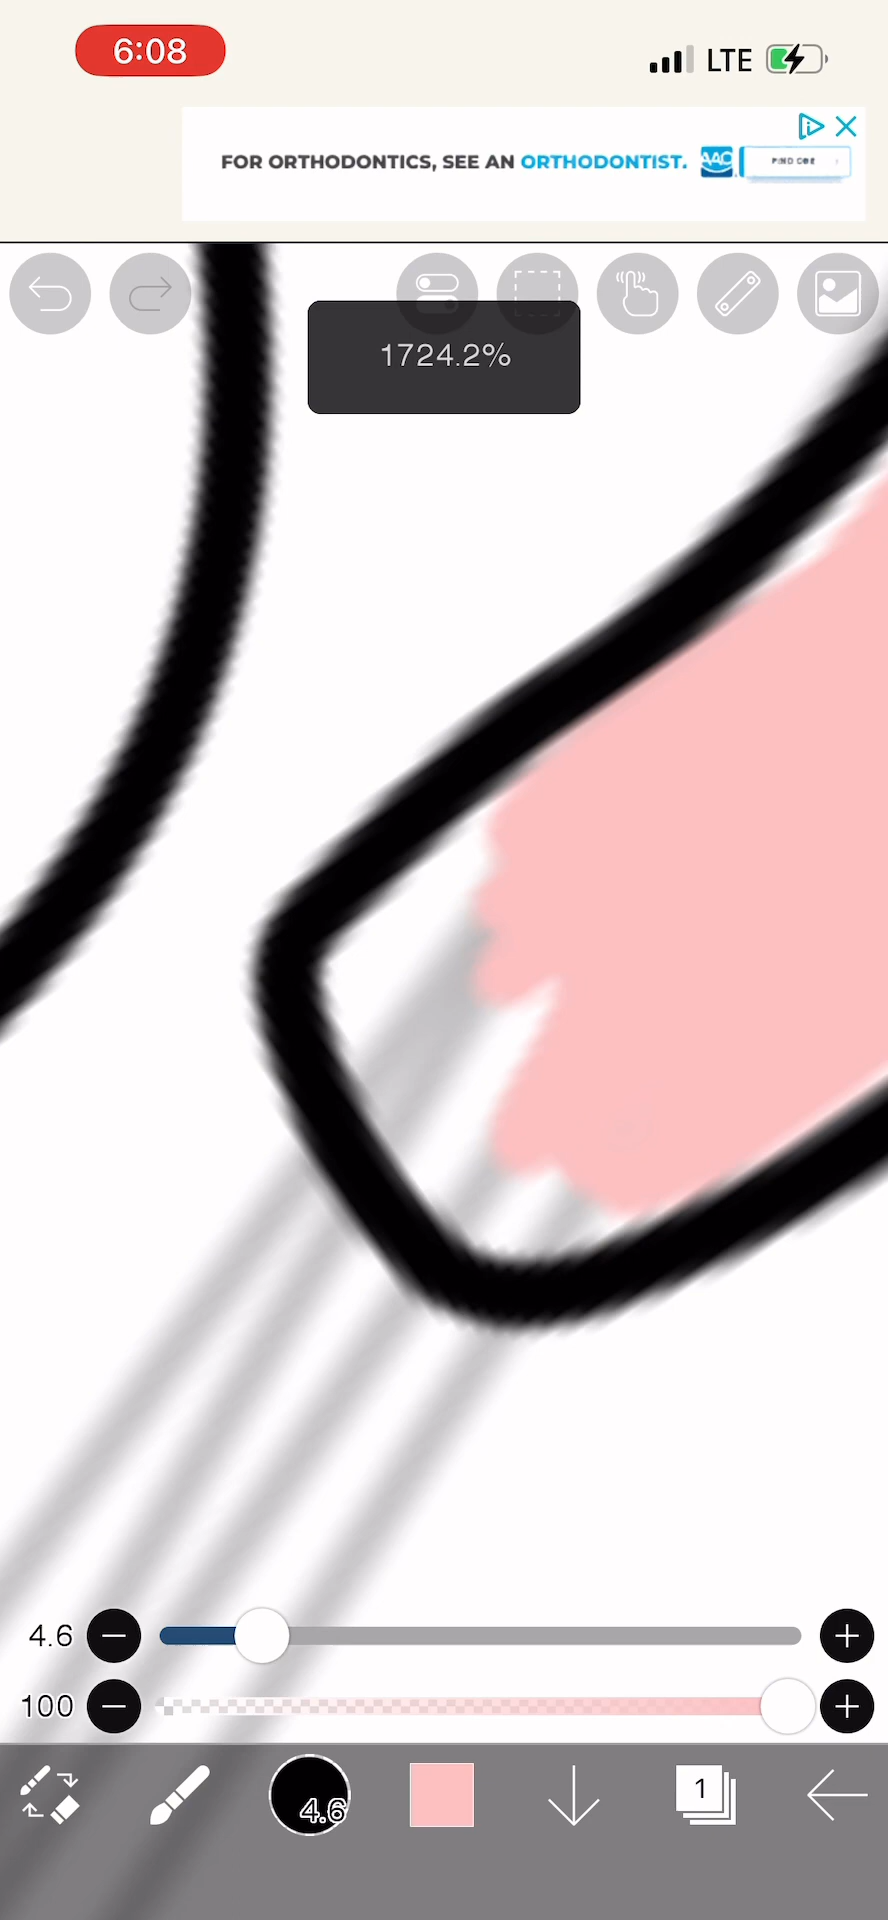 6:08
LTE
FOR ORTHODONTICS, SEE AN ORTHODONTIST.
AAO
1724.2%
4.6
100
4.6
1